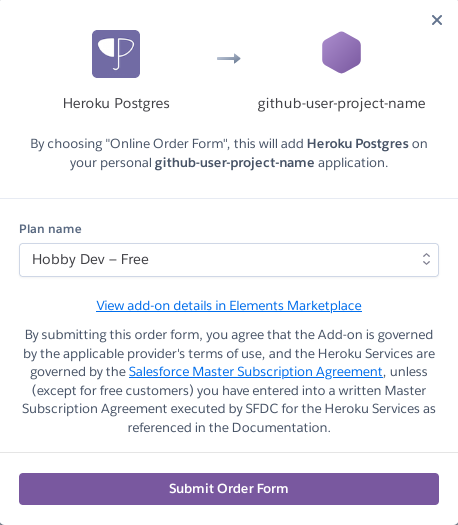 Heroku Postgres
github-user-project-name
By choosing "Online Order Form", this will add Heroku Postgres on
your personal github-user-project-name application.
Plan name
Hobby Dev – Free
View add-on details in Elements Marketplace
By submitting this order form, you agree that the Add-on is governed
by the applicable provider's terms of use, and the Heroku Services are
governed by the Salesforce Master Subscription Agreement, unless
(except for free customers) you have entered into a written Master
Subscription Agreement executed by SFDC for the Heroku Services as
referenced in the Documentation.
Submit Order Form